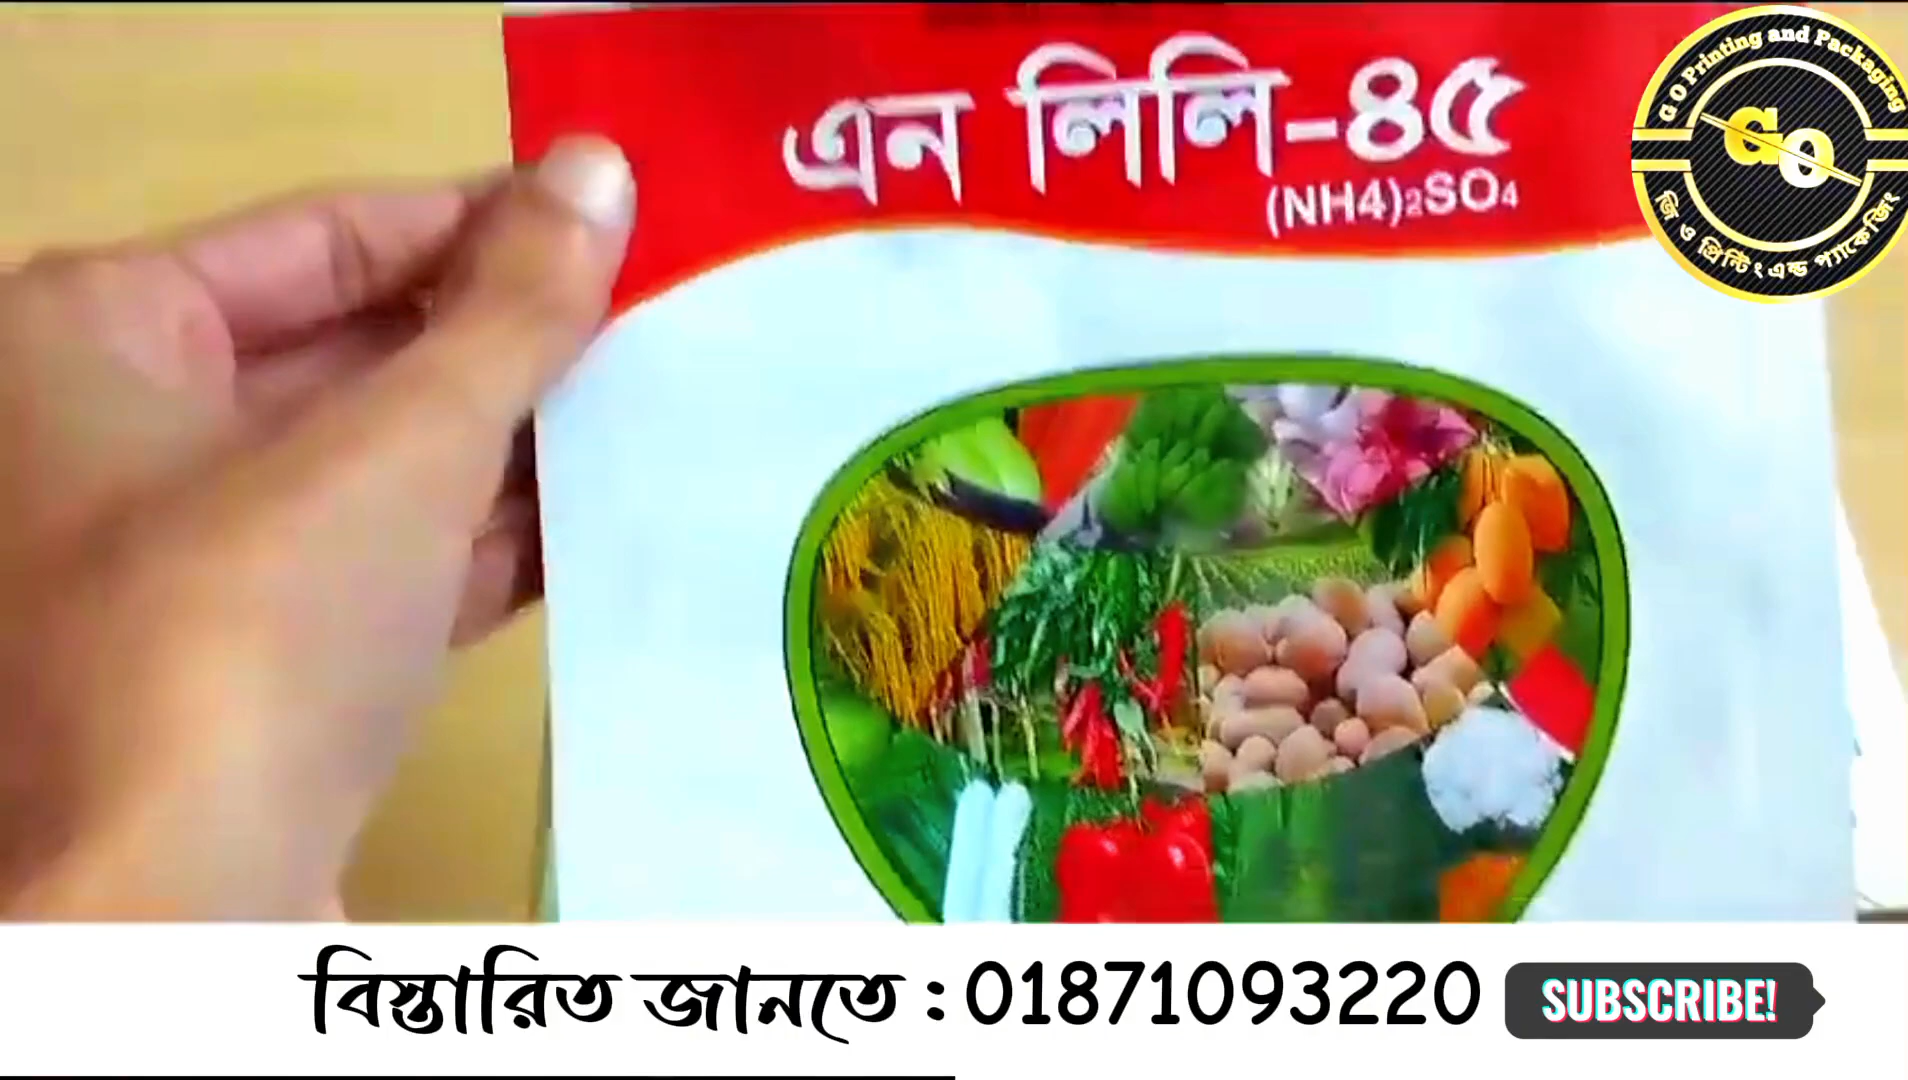 এন লিলি-৪৫
(NH4)₂SO₄
G O Printing and Packaging
GO
জি ও প্রিন্টিং এন্ড প্যাকেজিং
বিস্তারিত জানতে : 01871093220
SUBSCRIBE!